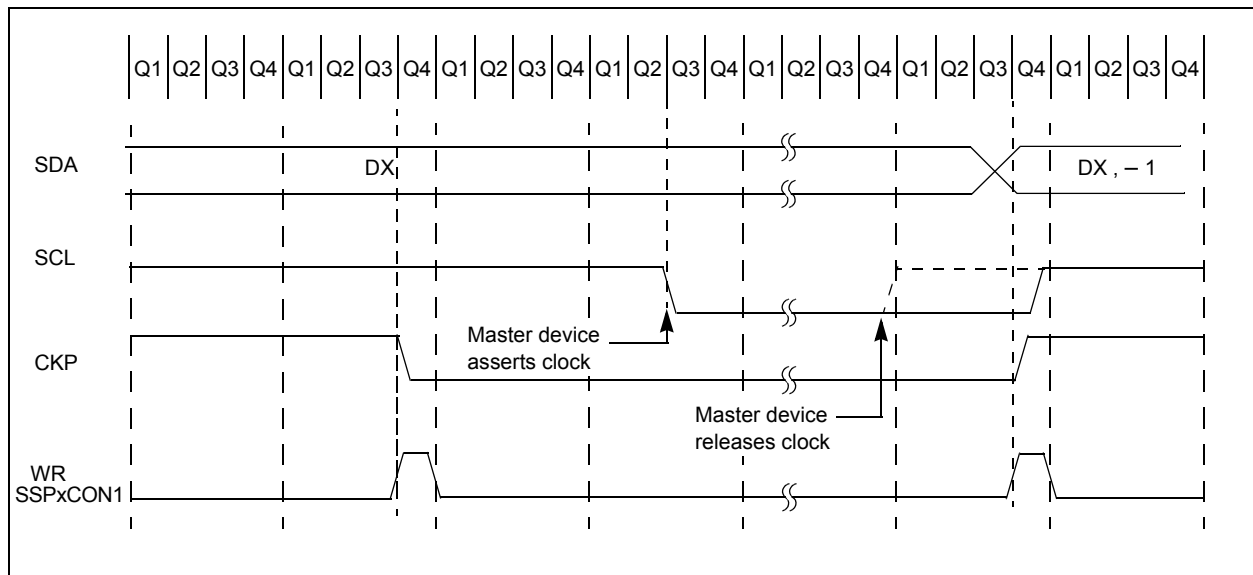 Q1 Q2 Q3 Q4 Q1 Q2 Q3 Q4 Q1 Q2 Q3 Q4 Q1 Q2 Q3 Q4 Q1 Q2 Q3 Q4 Q1 Q2 Q3 Q4 Q1 Q2 Q3 Q4
SDA
DX
DX , – 1
SCL
Master device
asserts clock
CKP
Master device
releases clock
WR
SSPxCON1